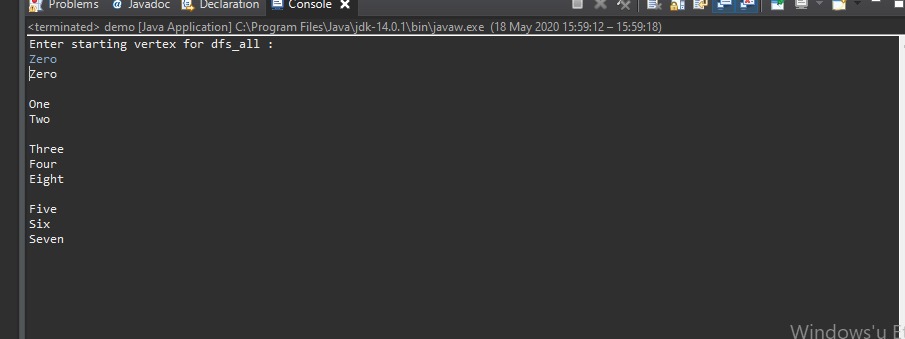 Problems @ Javadoc Declaration Console
<terminated> demo [Java Application] C:\Program Files\Java\jdk-14.0.1\bin\javaw.exe (18 May 2020 15:59:12 – 15:59:18)
Enter starting vertex for dfs_all :
Zero
Zero
One
Two
Three
Four
Eight
Five
Six
Seven
Windows'u